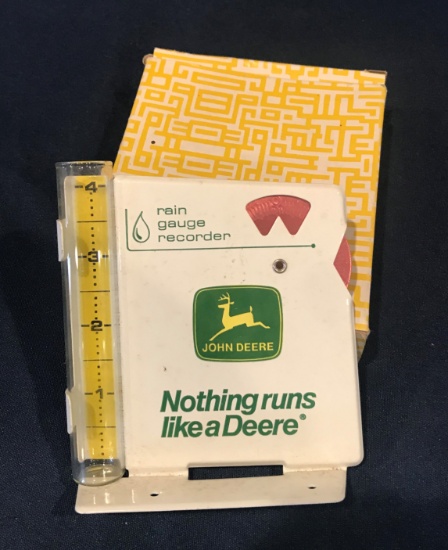 4
3
2
1
rain
gauge
recorder
JOHN DEERE
Nothing runs
like a Deere®